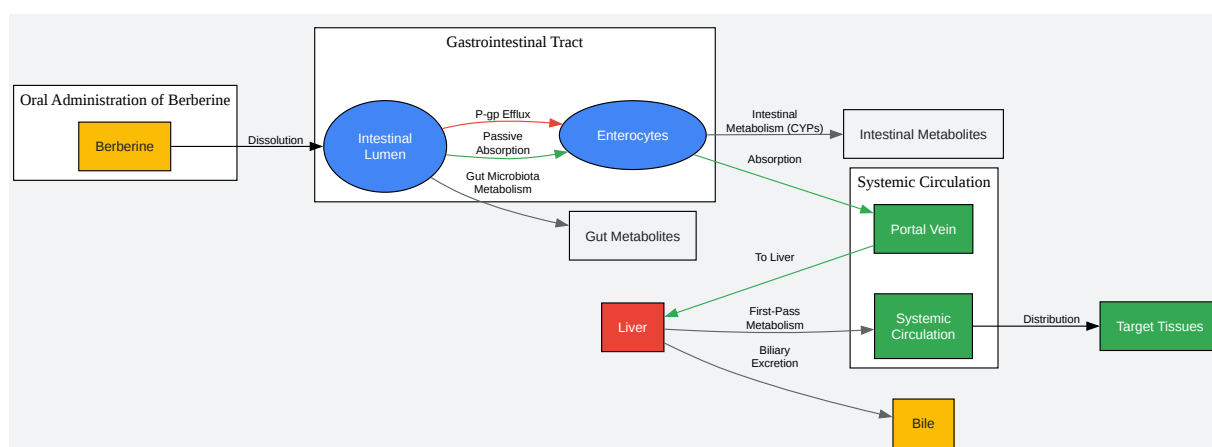 Gastrointestinal Tract
Oral Administration of Berberine
Berberine
Dissolution
Intestinal
Lumen
P-gp Efflux
Passive
Absorption
Gut Microbiota
Metabolism
Enterocytes
Intestinal
Metabolism (CYPs)
Intestinal Metabolites
Absorption
Gut Metabolites
Systemic Circulation
Portal Vein
To Liver
Liver
First-Pass
Metabolism
Systemic
Circulation
Distribution
Target Tissues
Biliary
Excretion
Bile